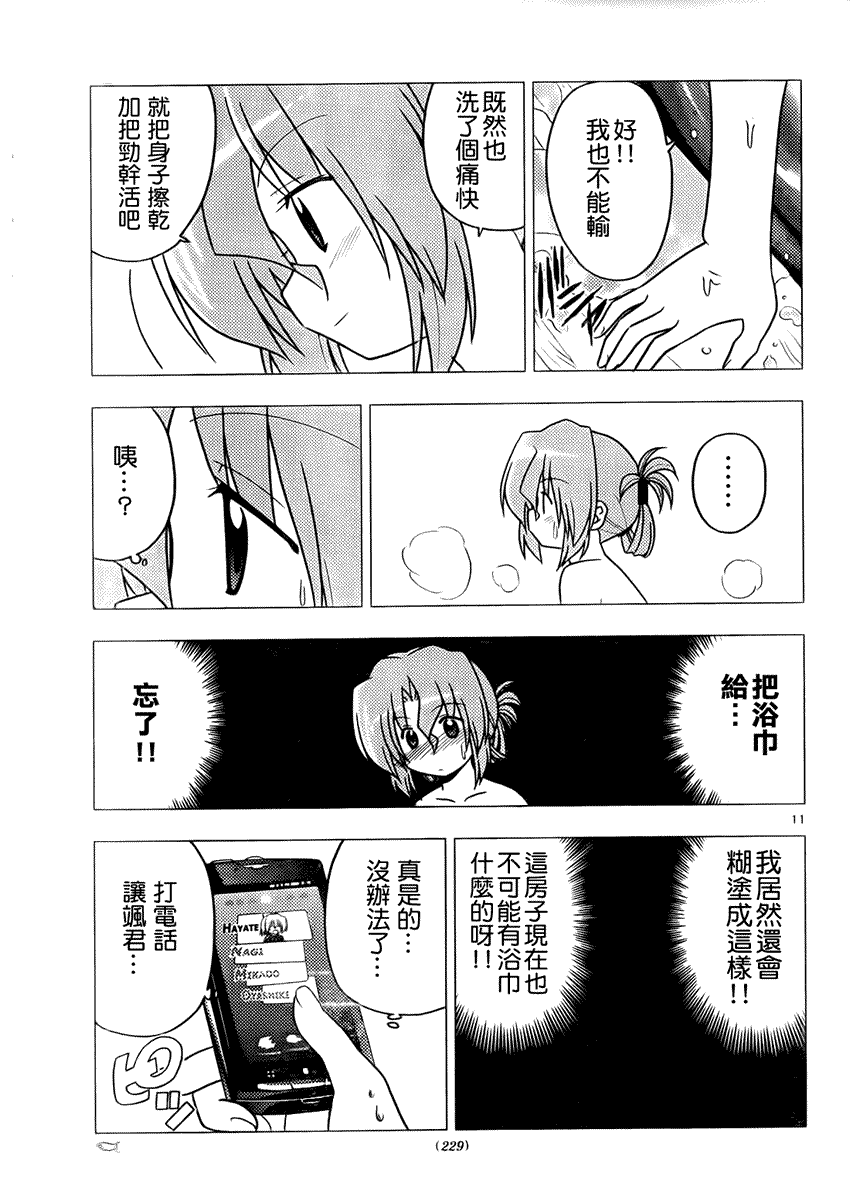 好!!
我也不能輸
既然也
洗了個痛快
就把身子擦乾
加把勁幹活吧
……
咦…?
把浴巾
給…
忘了!!
11
我居然還會
糊塗成這樣!!
這房子現在也
不可能有浴巾
什麼的呀!!
真是的…
沒辦法了…
HAYATE
NAGI
MIKADO
OYASHIKI
打電話
讓颯君…
(229)